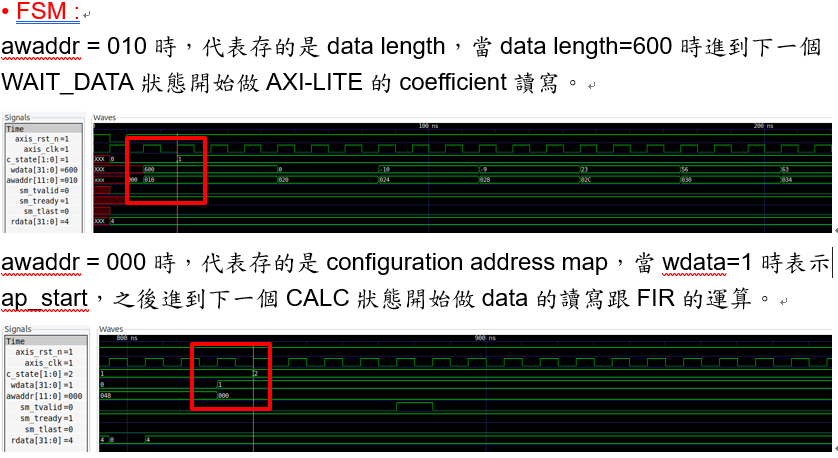 • FSM :
awaddr = 010 時，代表存的是 data length，當 data length=600 時進到下一個
WAIT_DATA 狀態開始做 AXI-LITE 的 coefficient 讀寫。
Signals
Waves
Time
100 ns
200 ns
axis_rst_n=1
axis_clk=1
c_state[1:0]=1
xxx 0 1
wdata[31:0]=600
xxx 600 0 -10 -9 23 56 63
awaddr[11:0]=010
xxx 000 010 020 024 028 02C 030 034
sm_tvalid=0
sm_tready=1
sm_tlast=0
rdata[31:0]=4
xxx 4
awaddr = 000 時，代表存的是 configuration address map，當 wdata=1 時表示
ap_start，之後進到下一個 CALC 狀態開始做 data 的讀寫跟 FIR 的運算。
Signals
Waves
Time
800 ns
900 ns
axis_rst_n=1
axis_clk=1
c_state[1:0]=2
1 2
wdata[31:0]=1
0 1
awaddr[11:0]=000
048 000
sm_tvalid=0
sm_tready=1
sm_tlast=0
rdata[31:0]=4
4 0 4